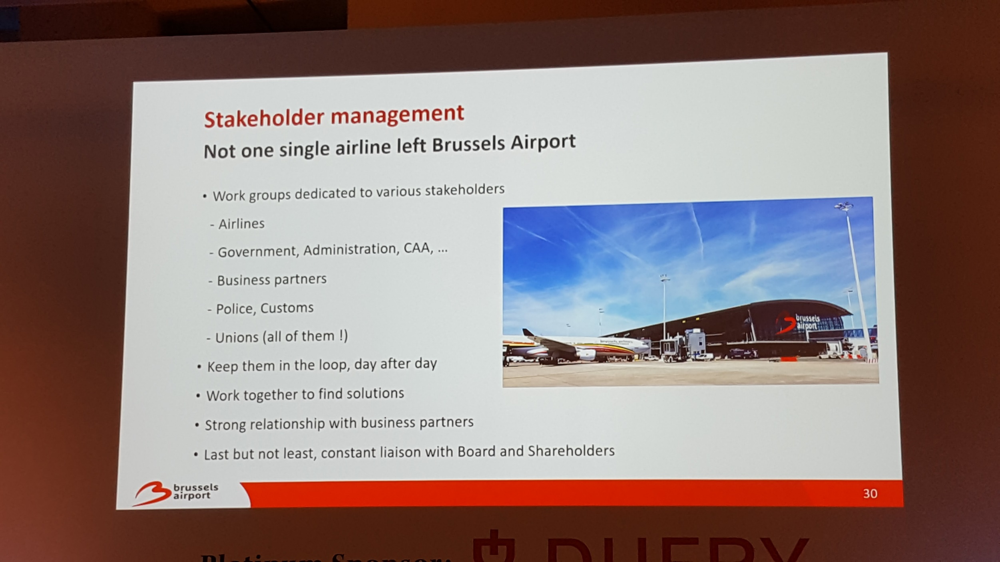 Stakeholder management
Not one single airline left Brussels Airport
• Work groups dedicated to various stakeholders
- Airlines
- Government, Administration, CAA, ...
- Business partners
- Police, Customs
- Unions (all of them !)
• Keep them in the loop, day after day
• Work together to find solutions
• Strong relationship with business partners
• Last but not least, constant liaison with Board and Shareholders
brussels
airport
brussels
airport
30
Platinum Sponsor:
DUFRY